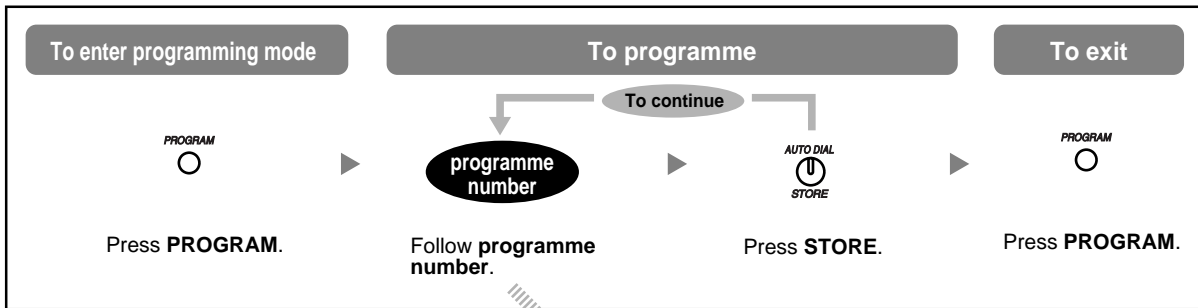 To enter programming mode
To programme
To exit
To continue
PROGRAM
programme
number
AUTO DIAL
STORE
PROGRAM
Press PROGRAM.
Follow programme
number.
Press STORE.
Press PROGRAM.